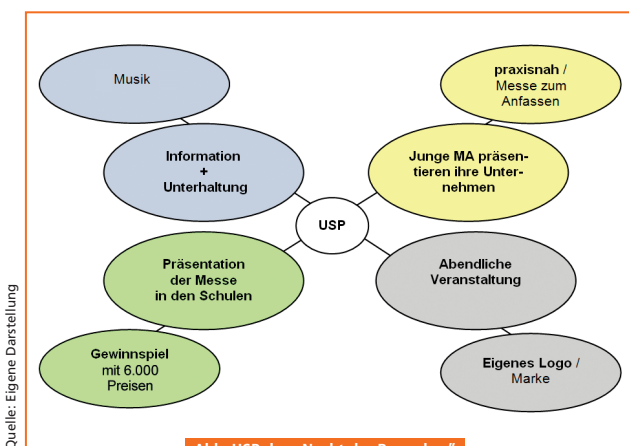 Musik
praxisnah /
Messe zum
Anfassen
Information
+
Unterhaltung
Junge MA präsen-
tieren ihre Unter-
nehmen
USP
Präsentation
der Messe
in den Schulen
Abendliche
Veranstaltung
Gewinnspiel
mit 6.000
Preisen
Eigenes Logo /
Marke
Quelle: Eigene Darstellung